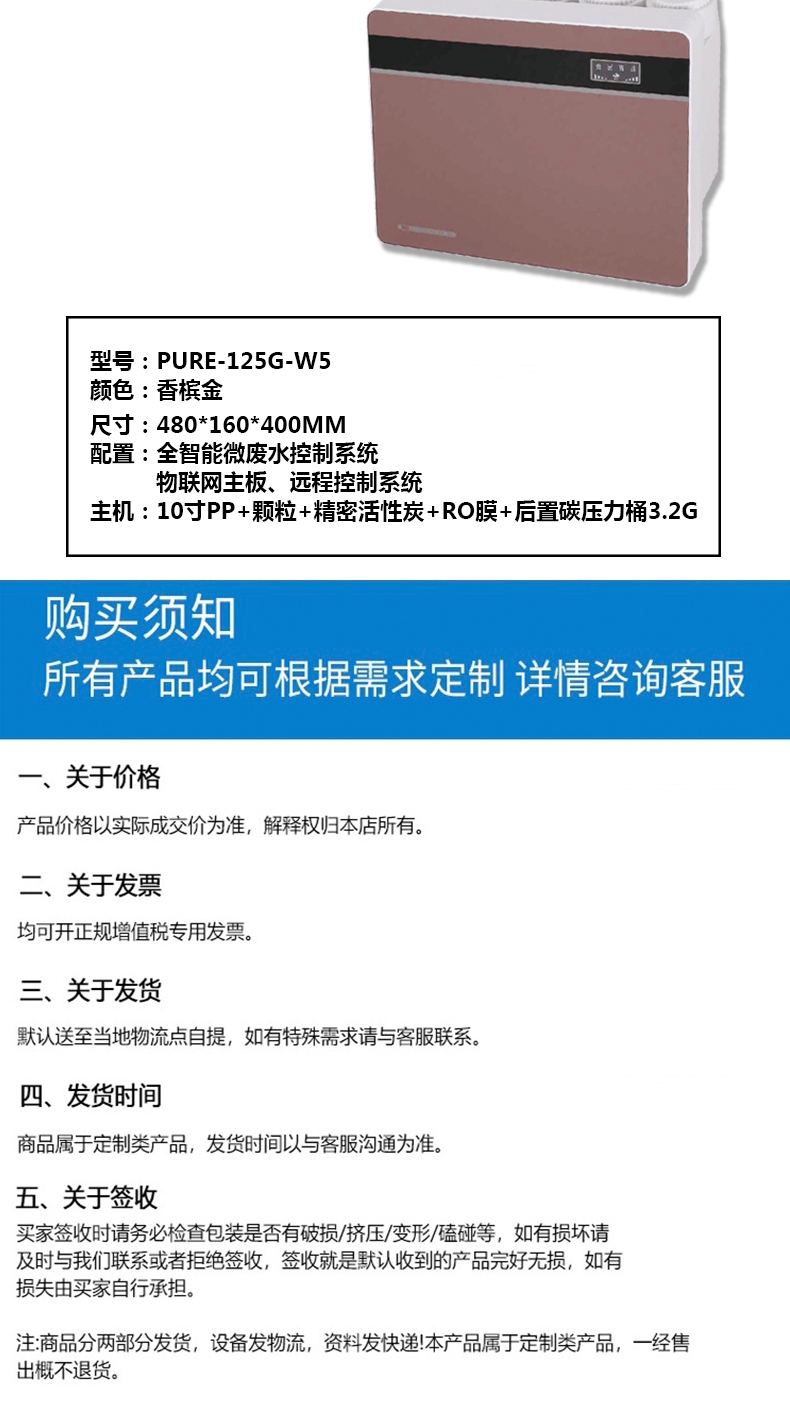 型号：PURE-125G-W5
颜色：香槟金
尺寸：480*160*400MM
配置：全智能微废水控制系统
物联网主板、远程控制系统
主机：10寸PP+颗粒+精密活性炭+RO膜+后置碳压力桶3.2G
购买须知
所有产品均可根据需求定制 详情咨询客服
一、关于价格
产品价格以实际成交价为准，解释权归本店所有。
二、关于发票
均可开正规增值税专用发票。
三、关于发货
默认送至当地物流点自提，如有特殊需求请与客服联系。
四、发货时间
商品属于定制类产品，发货时间以与客服沟通为准。
五、关于签收
买家签收时请务必检查包装是否有破损/挤压/变形/磕碰等，如有损坏请
及时与我们联系或者拒绝签收，签收就是默认收到的产品完好无损，如有
损失由买家自行承担。
注:商品分两部分发货，设备发物流，资料发快递!本产品属于定制类产品，一经售
出概不退货。